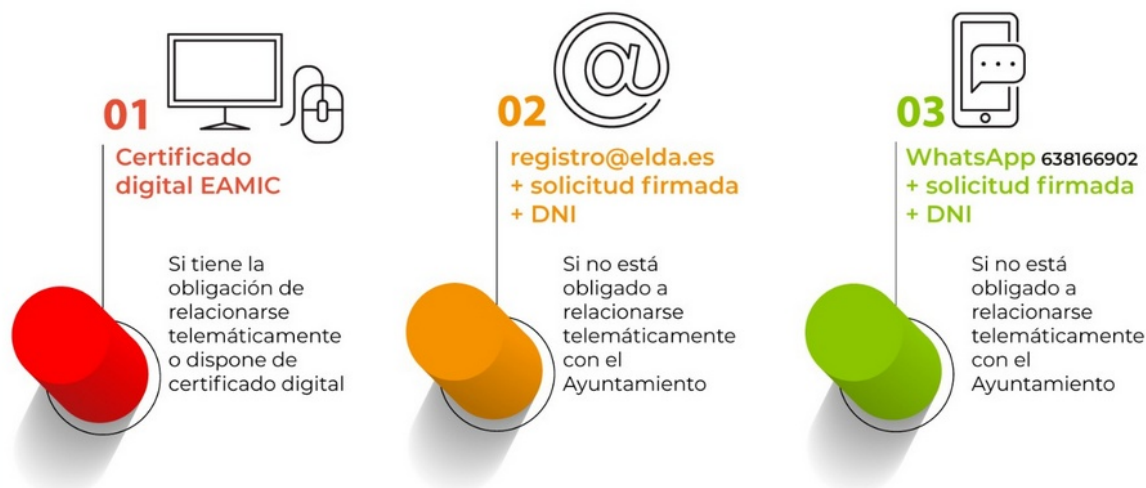 01
Certificado
digital EAMIC
Si tiene la
obligación de
relacionarse
telemáticamente
o dispone de
certificado digital
02
registro@elda.es
+ solicitud firmada
+ DNI
Si no está
obligado a
relacionarse
telemáticamente
con el
Ayuntamiento
03
WhatsApp 638166902
+ solicitud firmada
+ DNI
Si no está
obligado a
relacionarse
telemáticamente
con el
Ayuntamiento